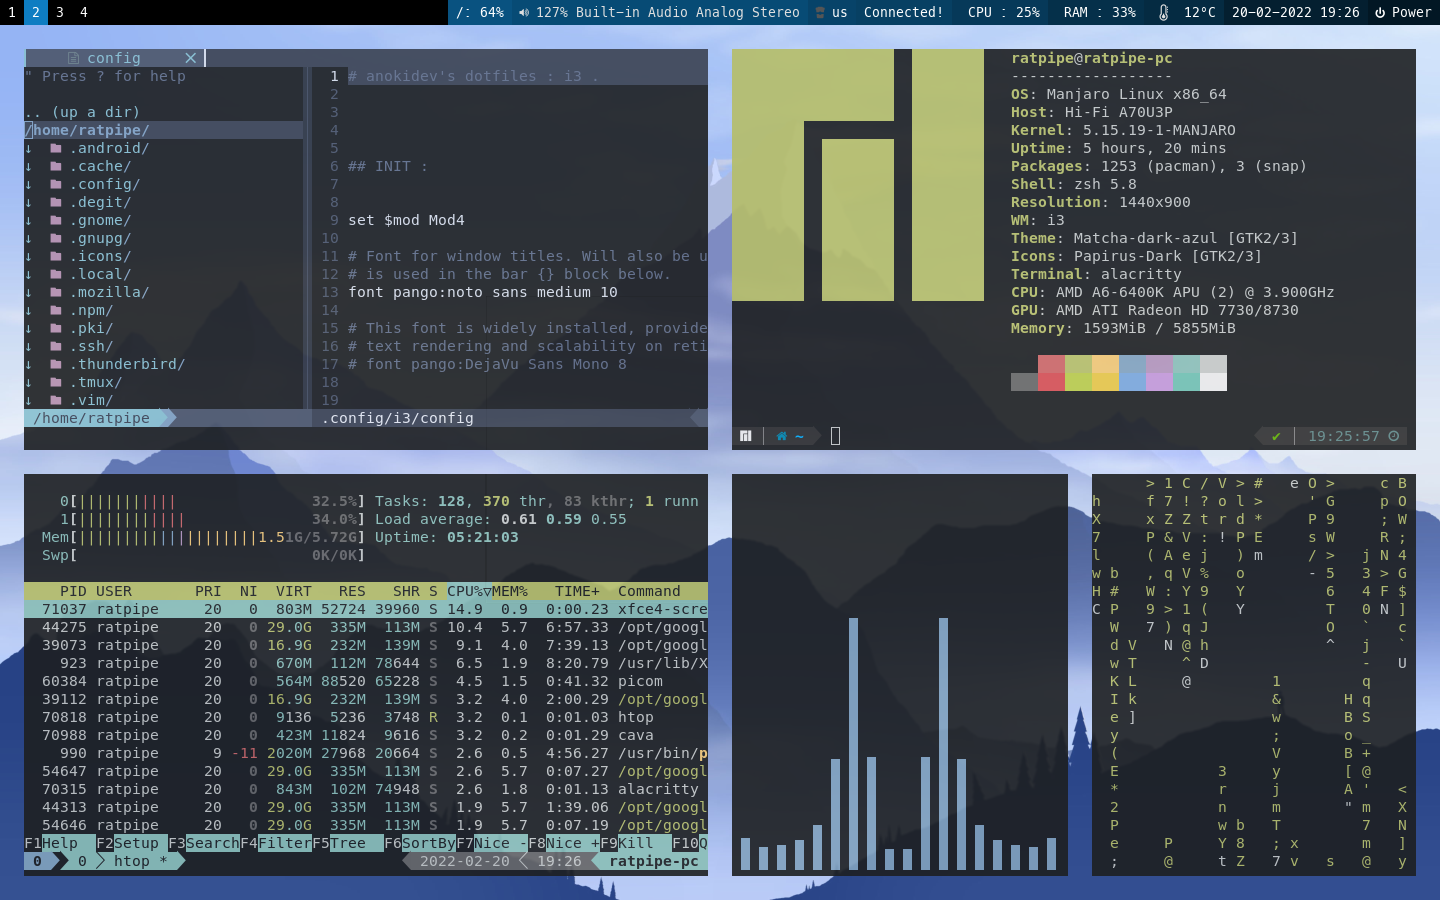 1 2 3 4 /: 64% 127% Built-in Audio Analog Stereo us Connected! CPU : 25% RAM : 33% 12°C 20-02-2022 19:26 Power
config
" Press ? for help
.. (up a dir)
/home/ratpipe/
↓ .android/
↓ .cache/
↓ .config/
↓ .degit/
↓ .gnome/
↓ .gnupg/
↓ .icons/
↓ .local/
↓ .mozilla/
↓ .npm/
↓ .pki/
↓ .ssh/
↓ .thunderbird/
↓ .tmux/
↓ .vim/
/home/ratpipe
1 # anokidev's dotfiles : i3 .
2
3
4
5
6 ## INIT :
7
8
9 set $mod Mod4
10
11 # Font for window titles. Will also be u
12 # is used in the bar {} block below.
13 font pango:noto sans medium 10
14
15 # This font is widely installed, provide
16 # text rendering and scalability on reti
17 # font pango:DejaVu Sans Mono 8
18
19
.config/i3/config
ratpipe@ratpipe-pc
------------------
OS: Manjaro Linux x86_64
Host: Hi-Fi A70U3P
Kernel: 5.15.19-1-MANJARO
Uptime: 5 hours, 20 mins
Packages: 1253 (pacman), 3 (snap)
Shell: zsh 5.8
Resolution: 1440x900
WM: i3
Theme: Matcha-dark-azul [GTK2/3]
Icons: Papirus-Dark [GTK2/3]
Terminal: alacritty
CPU: AMD A6-6400K APU (2) @ 3.900GHz
GPU: AMD ATI Radeon HD 7730/8730
Memory: 1593MiB / 5855MiB
~ ✔ 19:25:57
0[||||||||||| 32.5%] Tasks: 128, 370 thr, 83 kthr; 1 runn
1[|||||||||||| 34.0%] Load average: 0.61 0.59 0.55
Mem[||||||||||||||||||||1.51G/5.72G] Uptime: 05:21:03
Swp[ 0K/0K]
PID USER PRI NI VIRT RES SHR S CPU%▽MEM% TIME+ Command
71037 ratpipe 20 0 803M 52724 39960 S 14.9 0.9 0:00.23 xfce4-scre
44275 ratpipe 20 0 29.0G 335M 113M S 10.4 5.7 6:57.33 /opt/googl
39073 ratpipe 20 0 16.9G 232M 139M S 9.1 4.0 7:39.13 /opt/googl
923 ratpipe 20 0 670M 112M 78644 S 6.5 1.9 8:20.79 /usr/lib/X
60384 ratpipe 20 0 564M 88520 65228 S 4.5 1.5 0:41.32 picom
39112 ratpipe 20 0 16.9G 232M 139M S 3.2 4.0 2:00.29 /opt/googl
70818 ratpipe 20 0 9136 5236 3748 R 3.2 0.1 0:01.03 htop
70988 ratpipe 20 0 423M 11824 9616 S 3.2 0.2 0:01.29 cava
990 ratpipe 9 -11 2020M 27968 20664 S 2.6 0.5 4:56.27 /usr/bin/p
54647 ratpipe 20 0 29.0G 335M 113M S 2.6 5.7 0:07.27 /opt/googl
70315 ratpipe 20 0 843M 102M 74948 S 2.6 1.8 0:01.13 alacritty
44313 ratpipe 20 0 29.0G 335M 113M S 1.9 5.7 1:39.06 /opt/googl
54646 ratpipe 20 0 29.0G 335M 113M S 1.9 5.7 0:07.19 /opt/googl
F1Help F2Setup F3SearchF4FilterF5Tree F6SortByF7Nice -F8Nice +F9Kill F10Q
0 0 htop * 2022-02-20 19:26 ratpipe-pc
> 1 C / V > # e O > c B
h f 7 ! ? o l > ' G p O
X x Z Z t r d * P 9 ; W
7 P & V : ! P E s W R ;
l ( A e j ) m / > j N 4
w b , q V % o - 5 3 > G
H # W : Y 9 Y 6 4 F $
C P 9 > 1 ( Y T 0 N ]
W 7 ) q J O ` c
d V N @ h ^ j `
w T ^ D - U
K L @ 1 q
I k & H q
e ] w B S
y ; o _
( V B +
E 3 y [ @
* r j A ' <
2 n m " m X
P w b T 7 N
e P Y 8 ; x m ]
; @ t Z 7 v s @ y